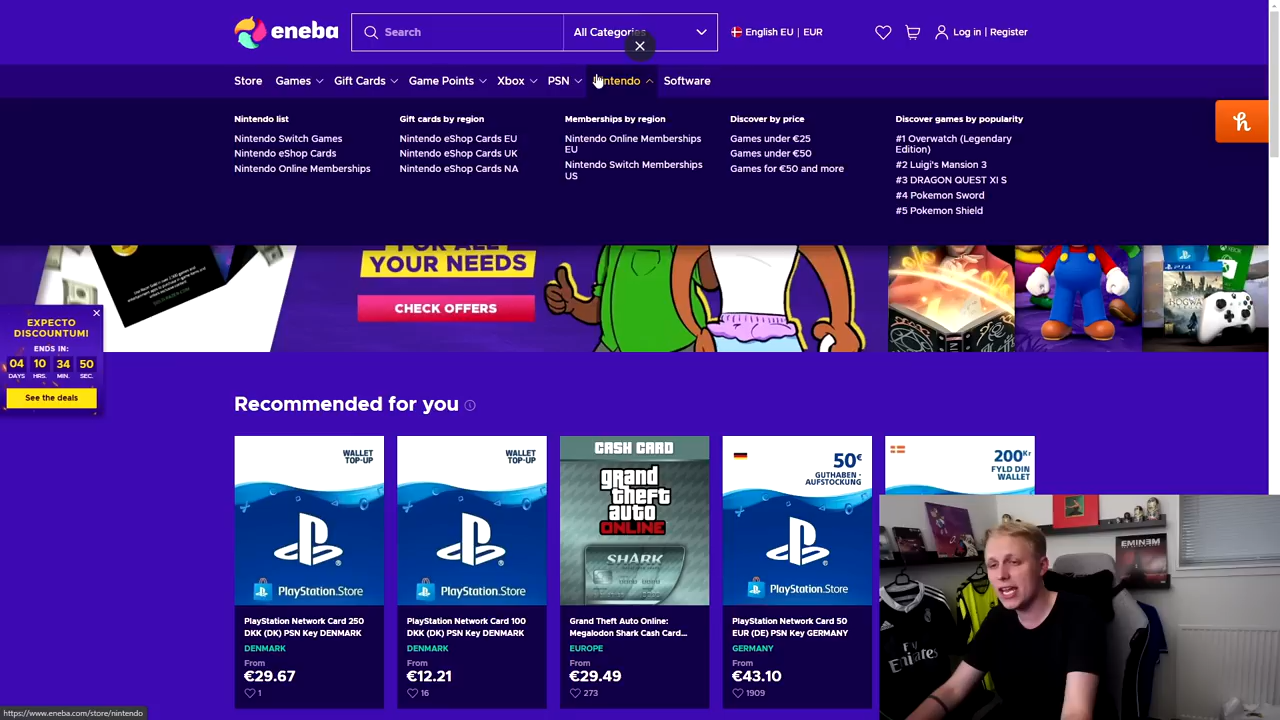 eneba
Search
All Categories
English EU | EUR
Log in | Register
Store
Games
Gift Cards
Game Points
Xbox
PSN
Nintendo
Software
Nintendo list
Nintendo Switch Games
Nintendo eShop Cards
Nintendo Online Memberships
Gift cards by region
Nintendo eShop Cards EU
Nintendo eShop Cards UK
Nintendo eShop Cards NA
Memberships by region
Nintendo Online Memberships
EU
Nintendo Switch Memberships
US
Discover by price
Games under €25
Games under €50
Games for €50 and more
Discover games by popularity
#1 Overwatch (Legendary
Edition)
#2 Luigi's Mansion 3
#3 DRAGON QUEST XI S
#4 Pokemon Sword
#5 Pokemon Shield
FOR ALL
YOUR NEEDS
CHECK OFFERS
PS4
XBOX
EXPECTO
DISCOUNTUM!
ENDS IN:
04 10 34 50
DAYS HRS. MIN. SEC.
See the deals
Recommended for you
WALLET
TOP-UP
PlayStation.Store
PlayStation Network Card 250
DKK (DK) PSN Key DENMARK
DENMARK
From
€29.67
1
WALLET
TOP-UP
PlayStation.Store
PlayStation Network Card 100
DKK (DK) PSN Key DENMARK
DENMARK
From
€12.21
16
CASH CARD
grand
theft
auto
ONLINE
SHARK
Grand Theft Auto Online:
Megalodon Shark Cash Card...
EUROPE
From
€29.49
273
50€
GUTHABEN-
AUFSTOCKUNG
PlayStation.Store
PlayStation Network Card 50
EUR (DE) PSN Key GERMANY
GERMANY
From
€43.10
1909
200Kr
FYLD DIN
WALLET
EMINEM
Fly
Emirates
https://www.eneba.com/store/nintendo